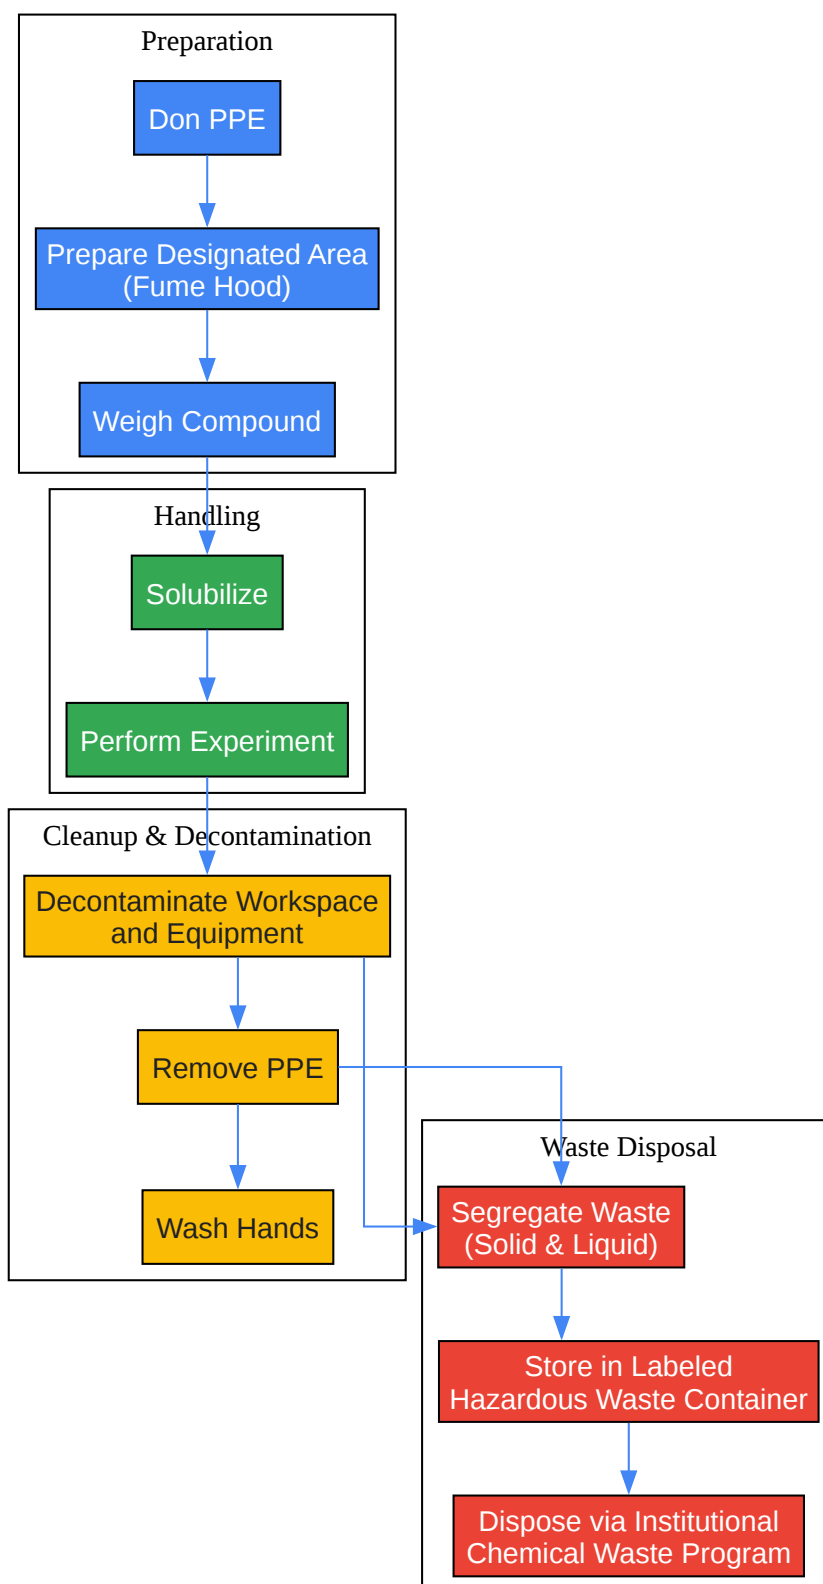 Preparation
Don PPE
Prepare Designated Area
(Fume Hood)
Weigh Compound
Handling
Solubilize
Perform Experiment
Cleanup & Decontamination
Decontaminate Workspace
and Equipment
Remove PPE
Wash Hands
Waste Disposal
Segregate Waste
(Solid & Liquid)
Store in Labeled
Hazardous Waste Container
Dispose via Institutional
Chemical Waste Program